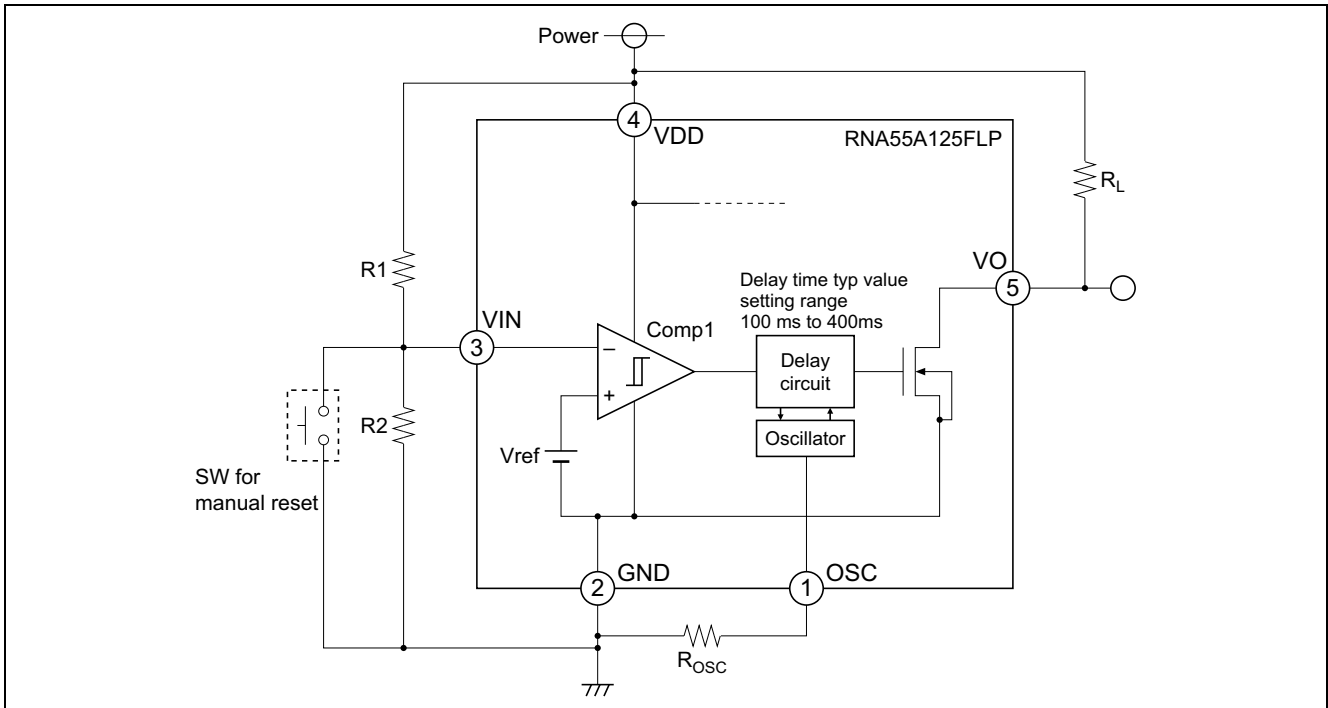 Power
4
VDD
RNA55A125FLP
RL
R1
VO
5
Delay time typ value
setting range
100 ms to 400ms
VIN
3
Comp1
−
+
Delay
circuit
R2
Oscillator
Vref
SW for
manual reset
2
GND
1
OSC
ROSC